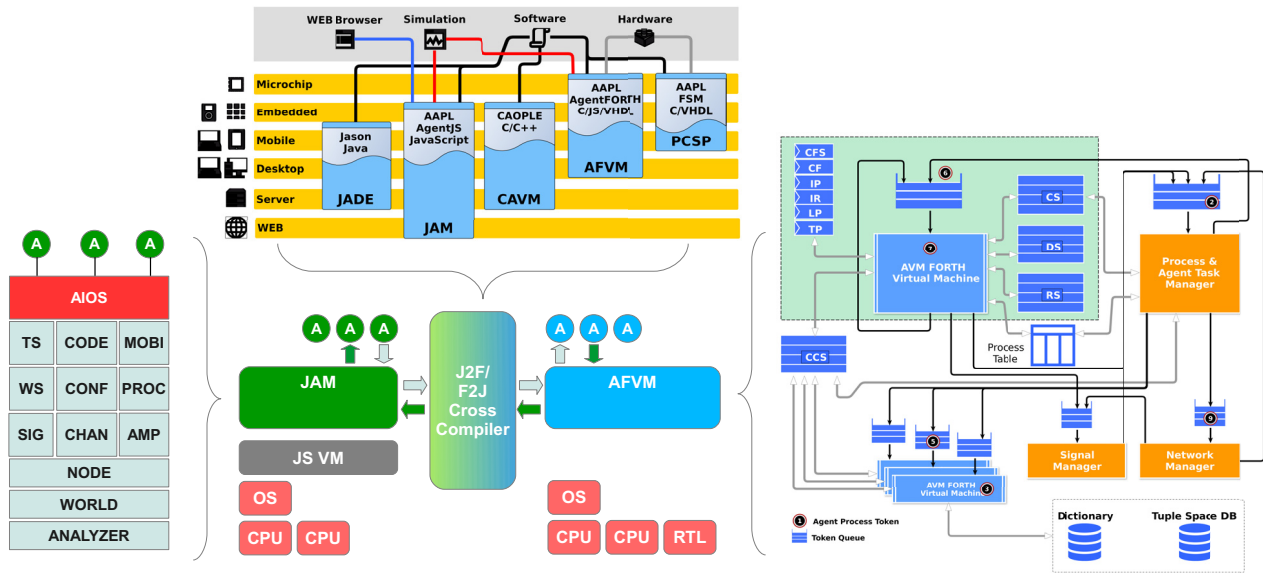 WEB Browser
Simulation
Software
Hardware
Microchip
Embedded
Mobile
Desktop
Server
WEB
Jason
Java
JADE
AAPL
AgentJS
JavaScript
JAM
CAOPLE
C/C++
CAVM
AAPL
AgentFORTH
C/JS/VHDL
AFVM
AAPL
FSM
C/VHDL
PCSP
A
A
A
AIOS
TS
CODE
MOBI
WS
CONF
PROC
SIG
CHAN
AMP
NODE
WORLD
ANALYZER
A
A
A
JAM
JS VM
OS
CPU
CPU
J2F/
F2J
Cross
Compiler
A
A
A
AFVM
OS
CPU
CPU
RTL
CFS
CF
IP
IR
LP
TP
6
AVM FORTH
Virtual Machine
CS
DS
RS
2
Process &
Agent Task
Manager
Process
Table
CCS
5
9
AVM FORTH
Virtual Machine
3
Signal
Manager
Network
Manager
1
Agent Process Token
Token Queue
Dictionary
Tuple Space DB